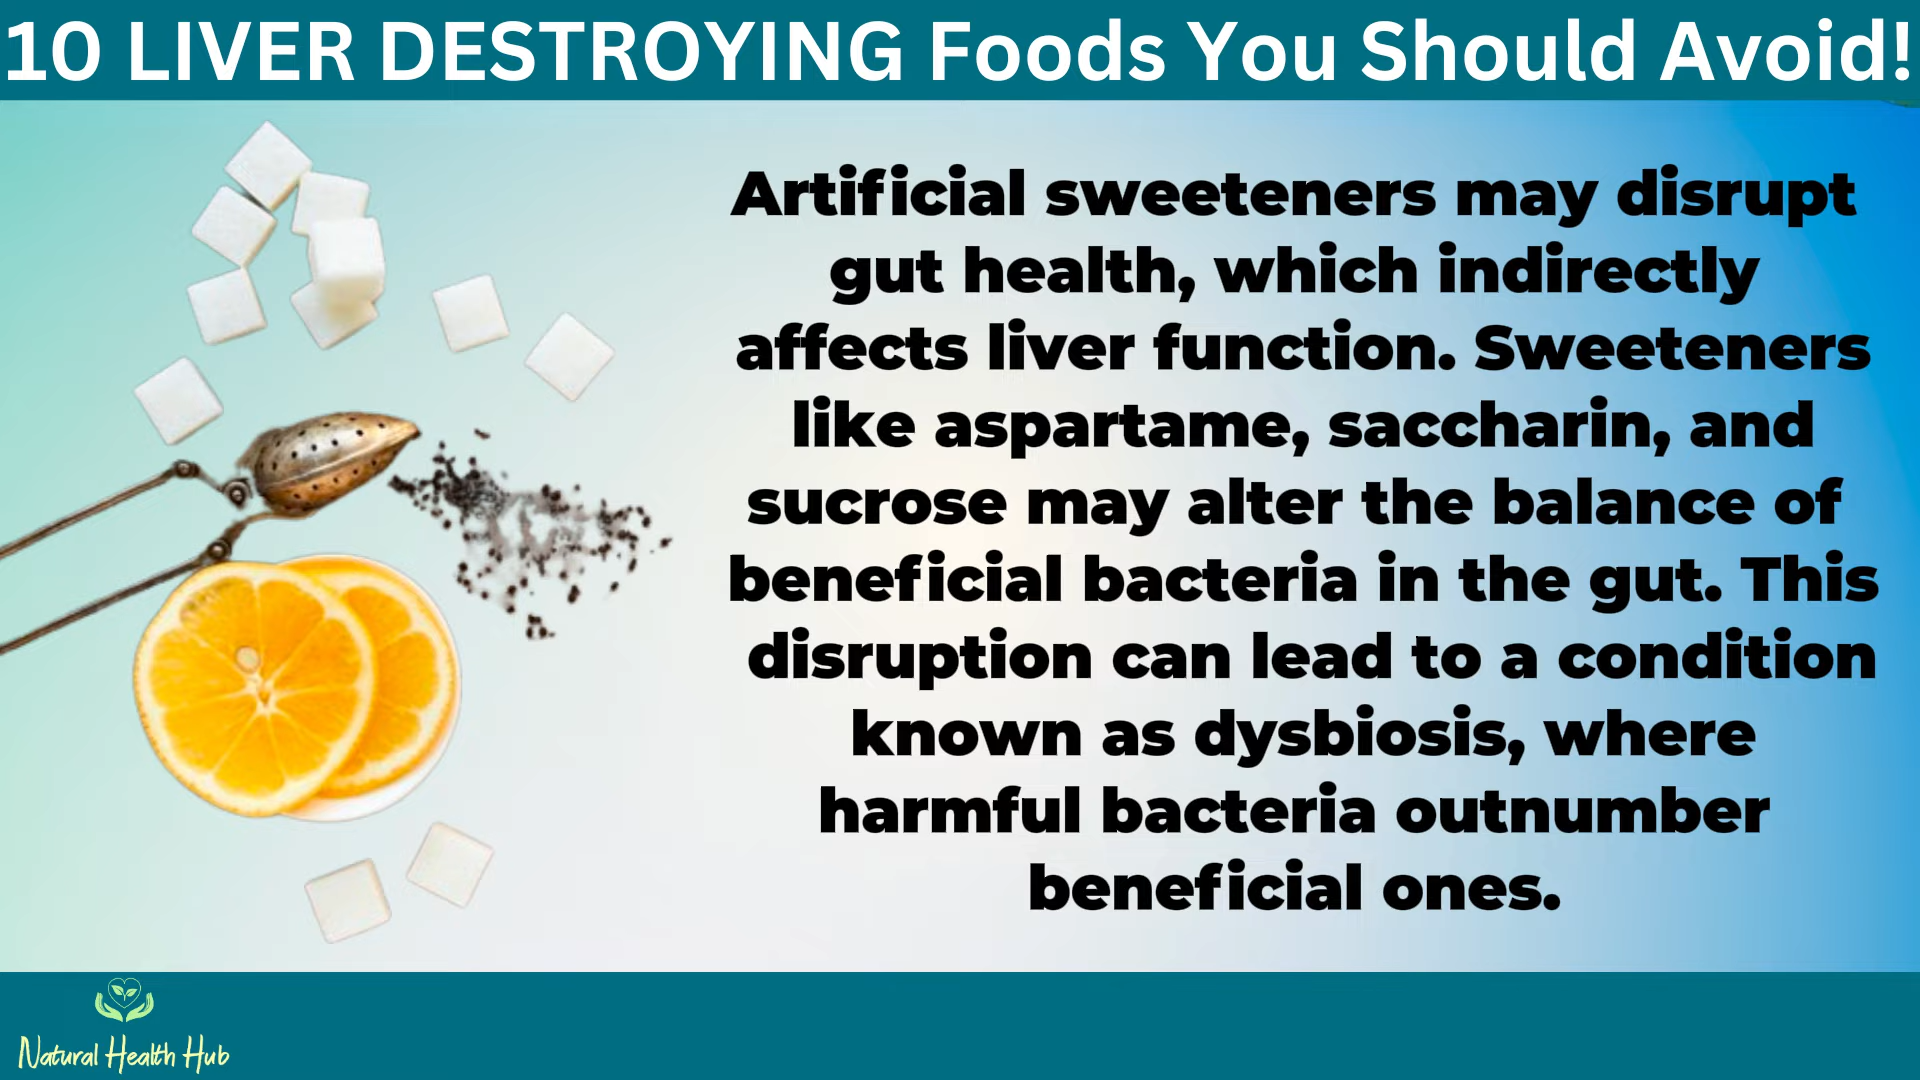 10 LIVER DESTROYING Foods You Should Avoid!
Artificial sweeteners may disrupt
gut health, which indirectly
affects liver function. Sweeteners
like aspartame, saccharin, and
sucrose may alter the balance of
beneficial bacteria in the gut. This
disruption can lead to a condition
known as dysbiosis, where
harmful bacteria outnumber
beneficial ones.
Natural Health Hub